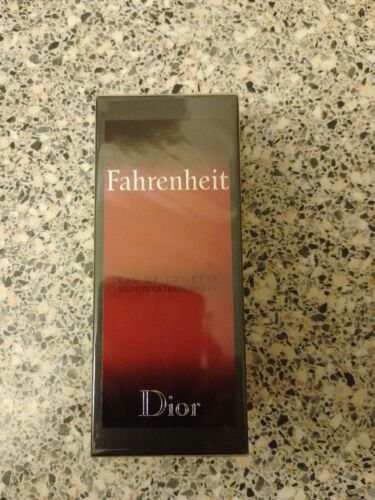 Fahrenheit
EAU DE TOILETTE
VAPORISATEUR SPRAY
Dior